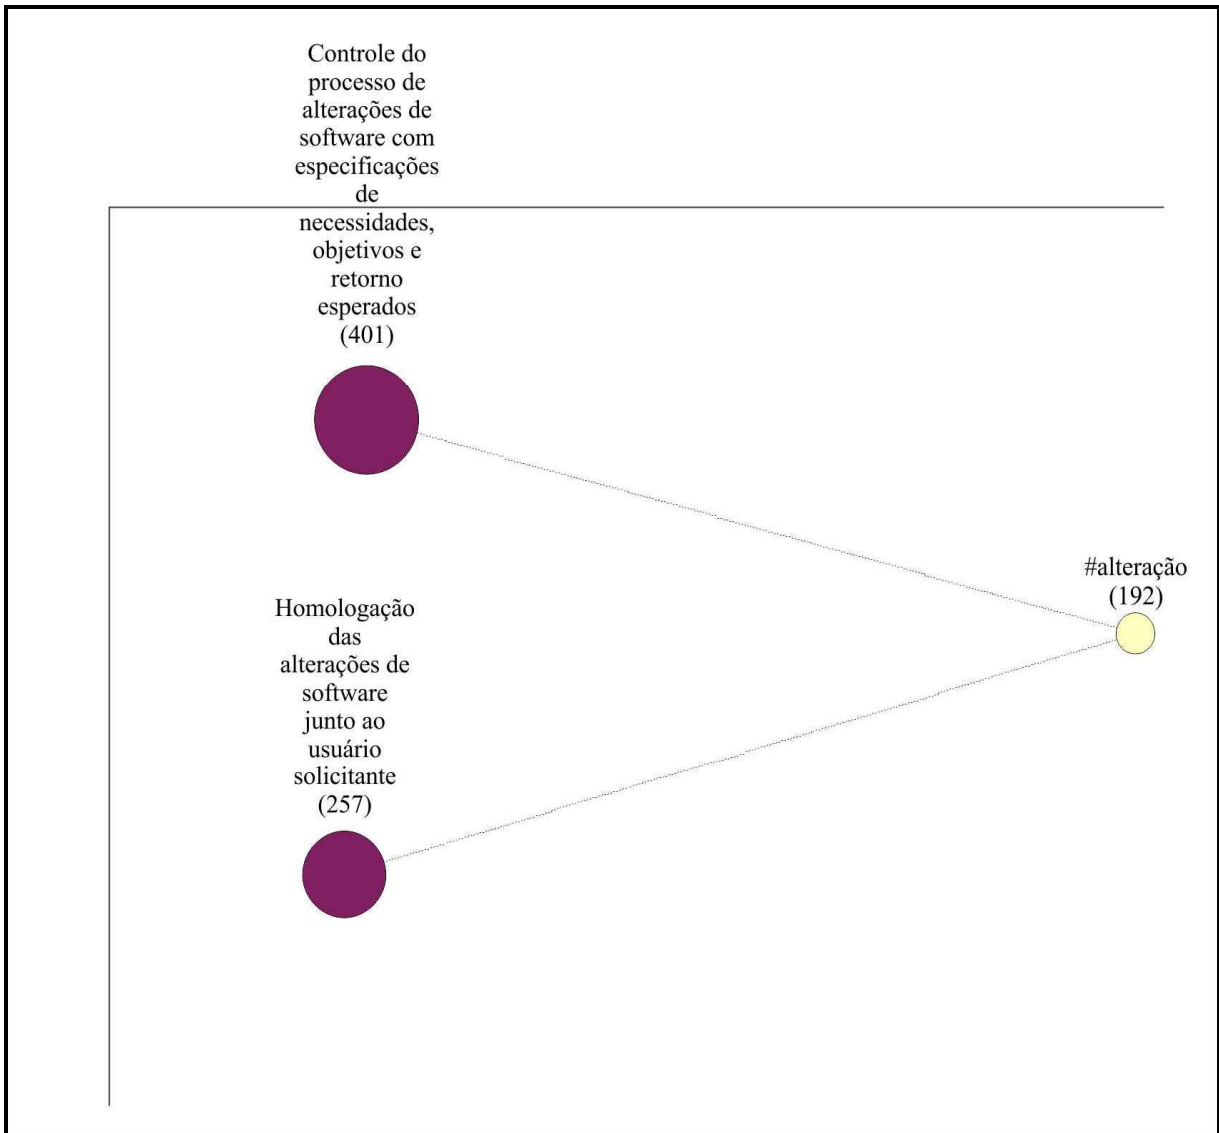 Controle do
processo de
alterações de
software com
especificações
de
necessidades,
objetivos e
retorno
esperados
(401)
#alteração
(192)
Homologação
das
alterações de
software
junto ao
usuário
solicitante
(257)